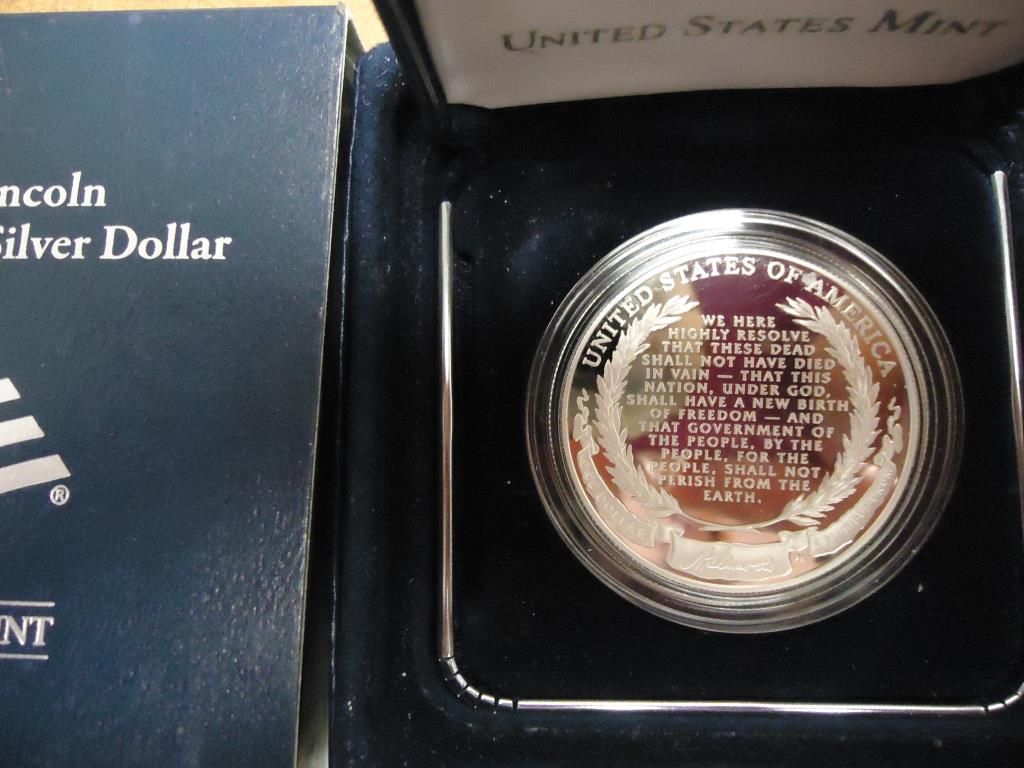 UNITED STATES MINT
ncoln
Silver Dollar
®
NT
UNITED STATES OF AMERICA
WE HERE
HIGHLY RESOLVE
THAT THESE DEAD
SHALL NOT HAVE DIED
IN VAIN — THAT THIS
NATION, UNDER GOD,
SHALL HAVE A NEW BIRTH
OF FREEDOM — AND
THAT GOVERNMENT OF
THE PEOPLE, BY THE
PEOPLE, FOR THE
PEOPLE, SHALL NOT
PERISH FROM THE
EARTH.
DOLLAR